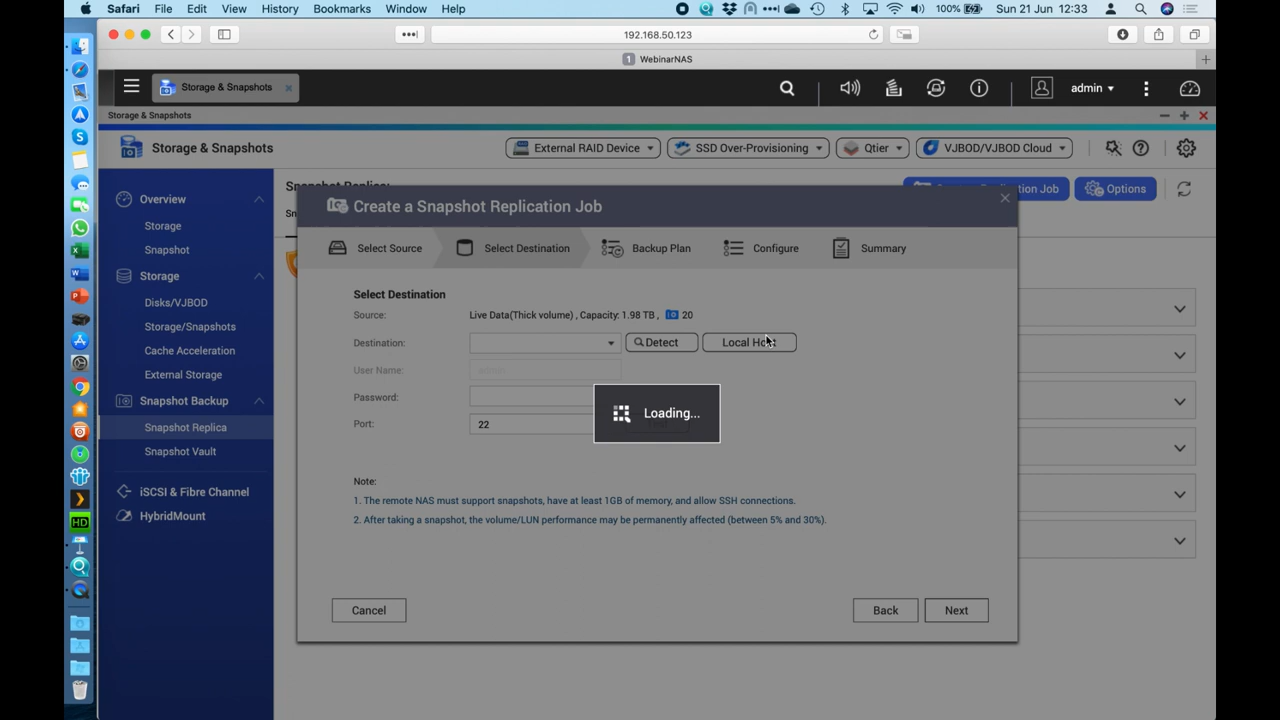 Safari File Edit View History Bookmarks Window Help 100% Sun 21 Jun 12:33
192.168.50.123
1 WebinarNAS
Storage & Snapshots admin
Storage & Snapshots
Storage & Snapshots External RAID Device SSD Over-Provisioning Qtier VJBOD/VJBOD Cloud
Overview
Storage
Snapshot
Storage
Disks/VJBOD
Storage/Snapshots
Cache Acceleration
External Storage
Snapshot Backup
Snapshot Replica
Snapshot Vault
iSCSI & Fibre Channel
HybridMount
Job Options
Create a Snapshot Replication Job
Select Source Select Destination Backup Plan Configure Summary
Select Destination
Source: Live Data(Thick volume) , Capacity: 1.98 TB , 20
Destination: Detect
User Name: admin
Password:
Port: 22
Loading...
Note:
1. The remote NAS must support snapshots, have at least 1GB of memory, and allow SSH connections.
2. After taking a snapshot, the volume/LUN performance may be permanently affected (between 5% and 30%).
Cancel Back Next
HD